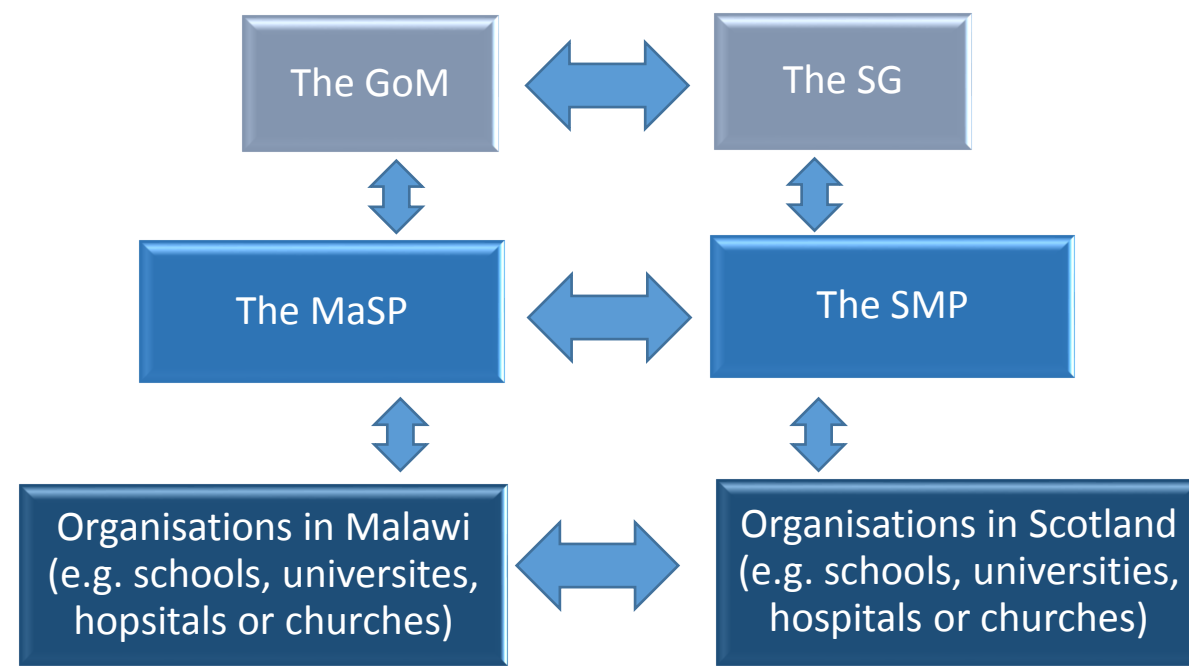 The GoM
The SG
The MaSP
The SMP
Organisations in Malawi
(e.g. schools, universites,
hopsitals or churches)
Organisations in Scotland
(e.g. schools, universities,
hospitals or churches)